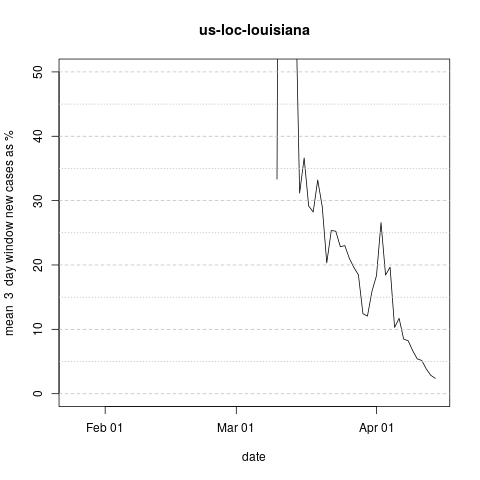 us-loc-louisiana
mean 3 day window new cases as %
50
40
30
20
10
0
Feb 01
Mar 01
Apr 01
date